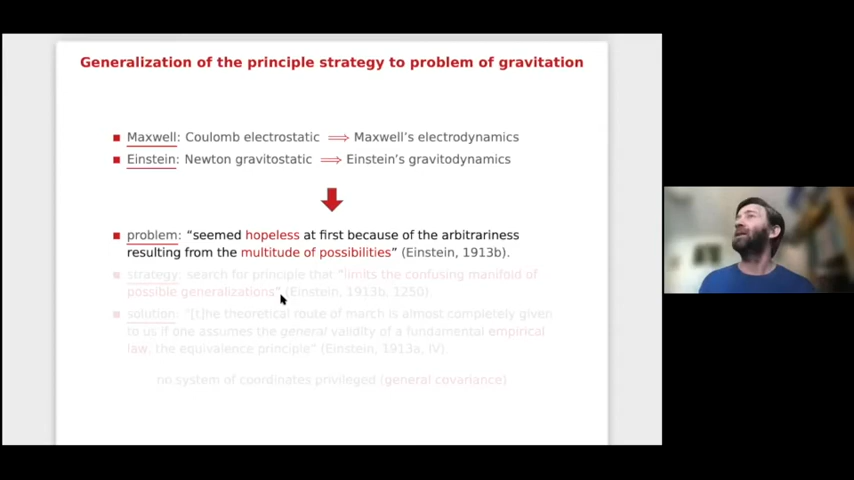 Generalization of the principle strategy to problem of gravitation
Maxwell: Coulomb electrostatic ⟹ Maxwell's electrodynamics
Einstein: Newton gravitostatic ⟹ Einstein's gravitodynamics
problem: "seemed hopeless at first because of the arbitrariness
resulting from the multitude of possibilities" (Einstein, 1913b).
strategy: search for principle that "limits the confusing manifold of
possible generalizations" (Einstein, 1913b, 1250).
solution: "[t]he theoretical route of march is almost completely given
to us if one assumes the general validity of a fundamental empirical
law, the equivalence principle" (Einstein, 1913a, IV).
no system of coordinates privileged (general covariance)